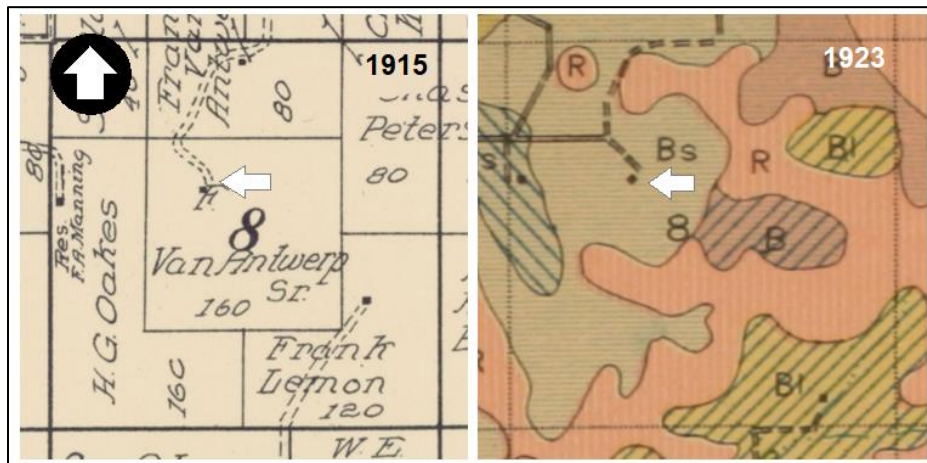 1915
Fran
Van
Antwe
80
Peters
80
80
Res.
F.A. Manning
H.G. Oakes
160
F.
8
Van Antwerp
Sr.
160
Frank
Lemon
120
W.E.
1923
R
B
Bs
R
Bl
8
B
Bl